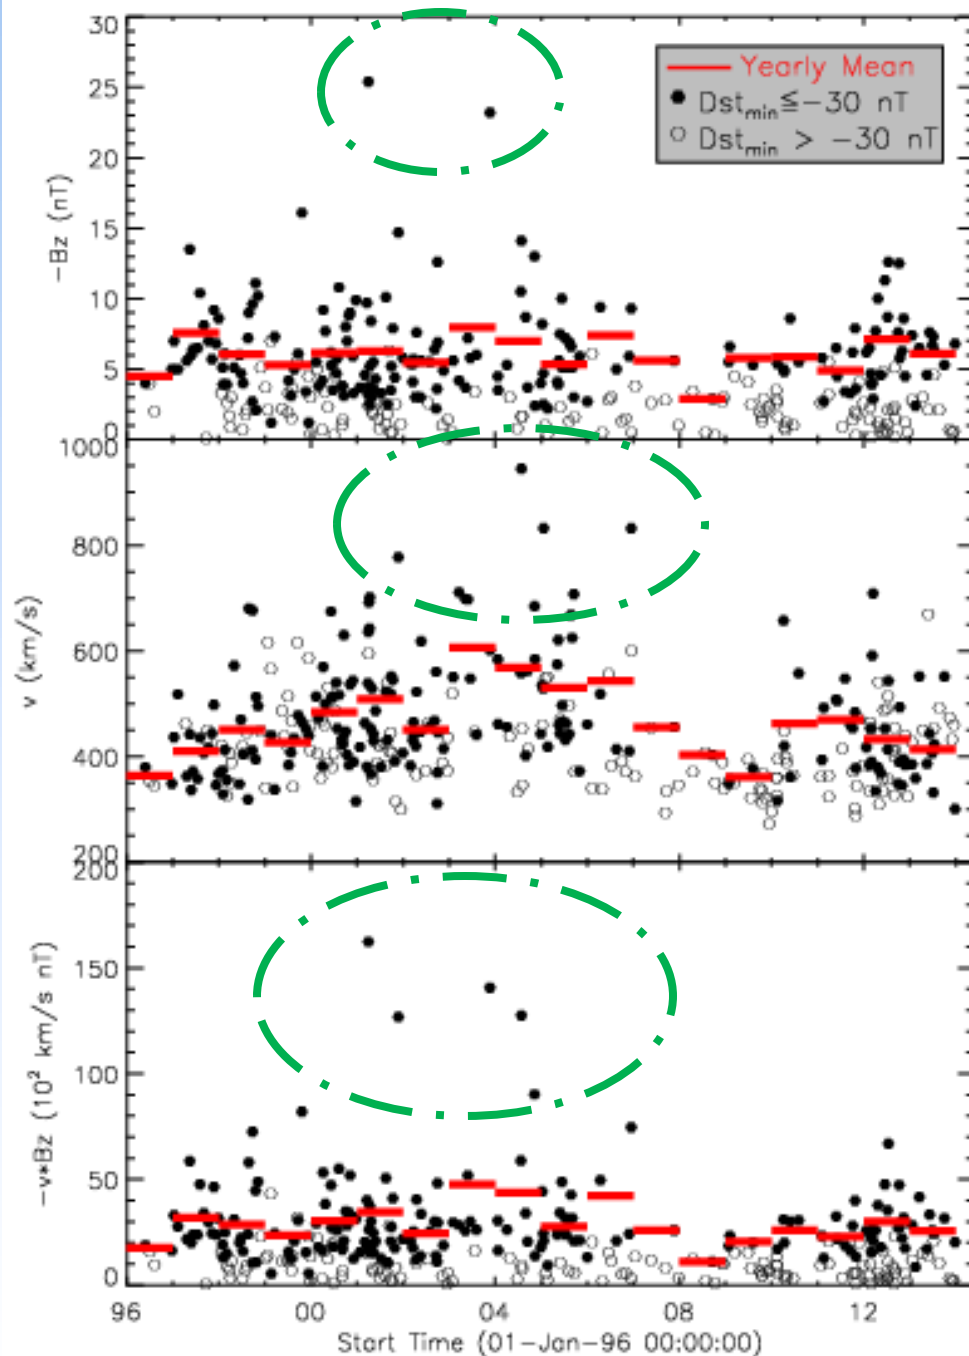 30
25
20
15
10
5
0
-Bz (nT)
Yearly Mean
Dstmin≤-30 nT
Dstmin > -30 nT
1000
800
600
400
200
v (km/s)
200
150
100
50
0
-v*Bz (10² km/s nT)
96 00 04 08 12
Start Time (01-Jan-96 00:00:00)